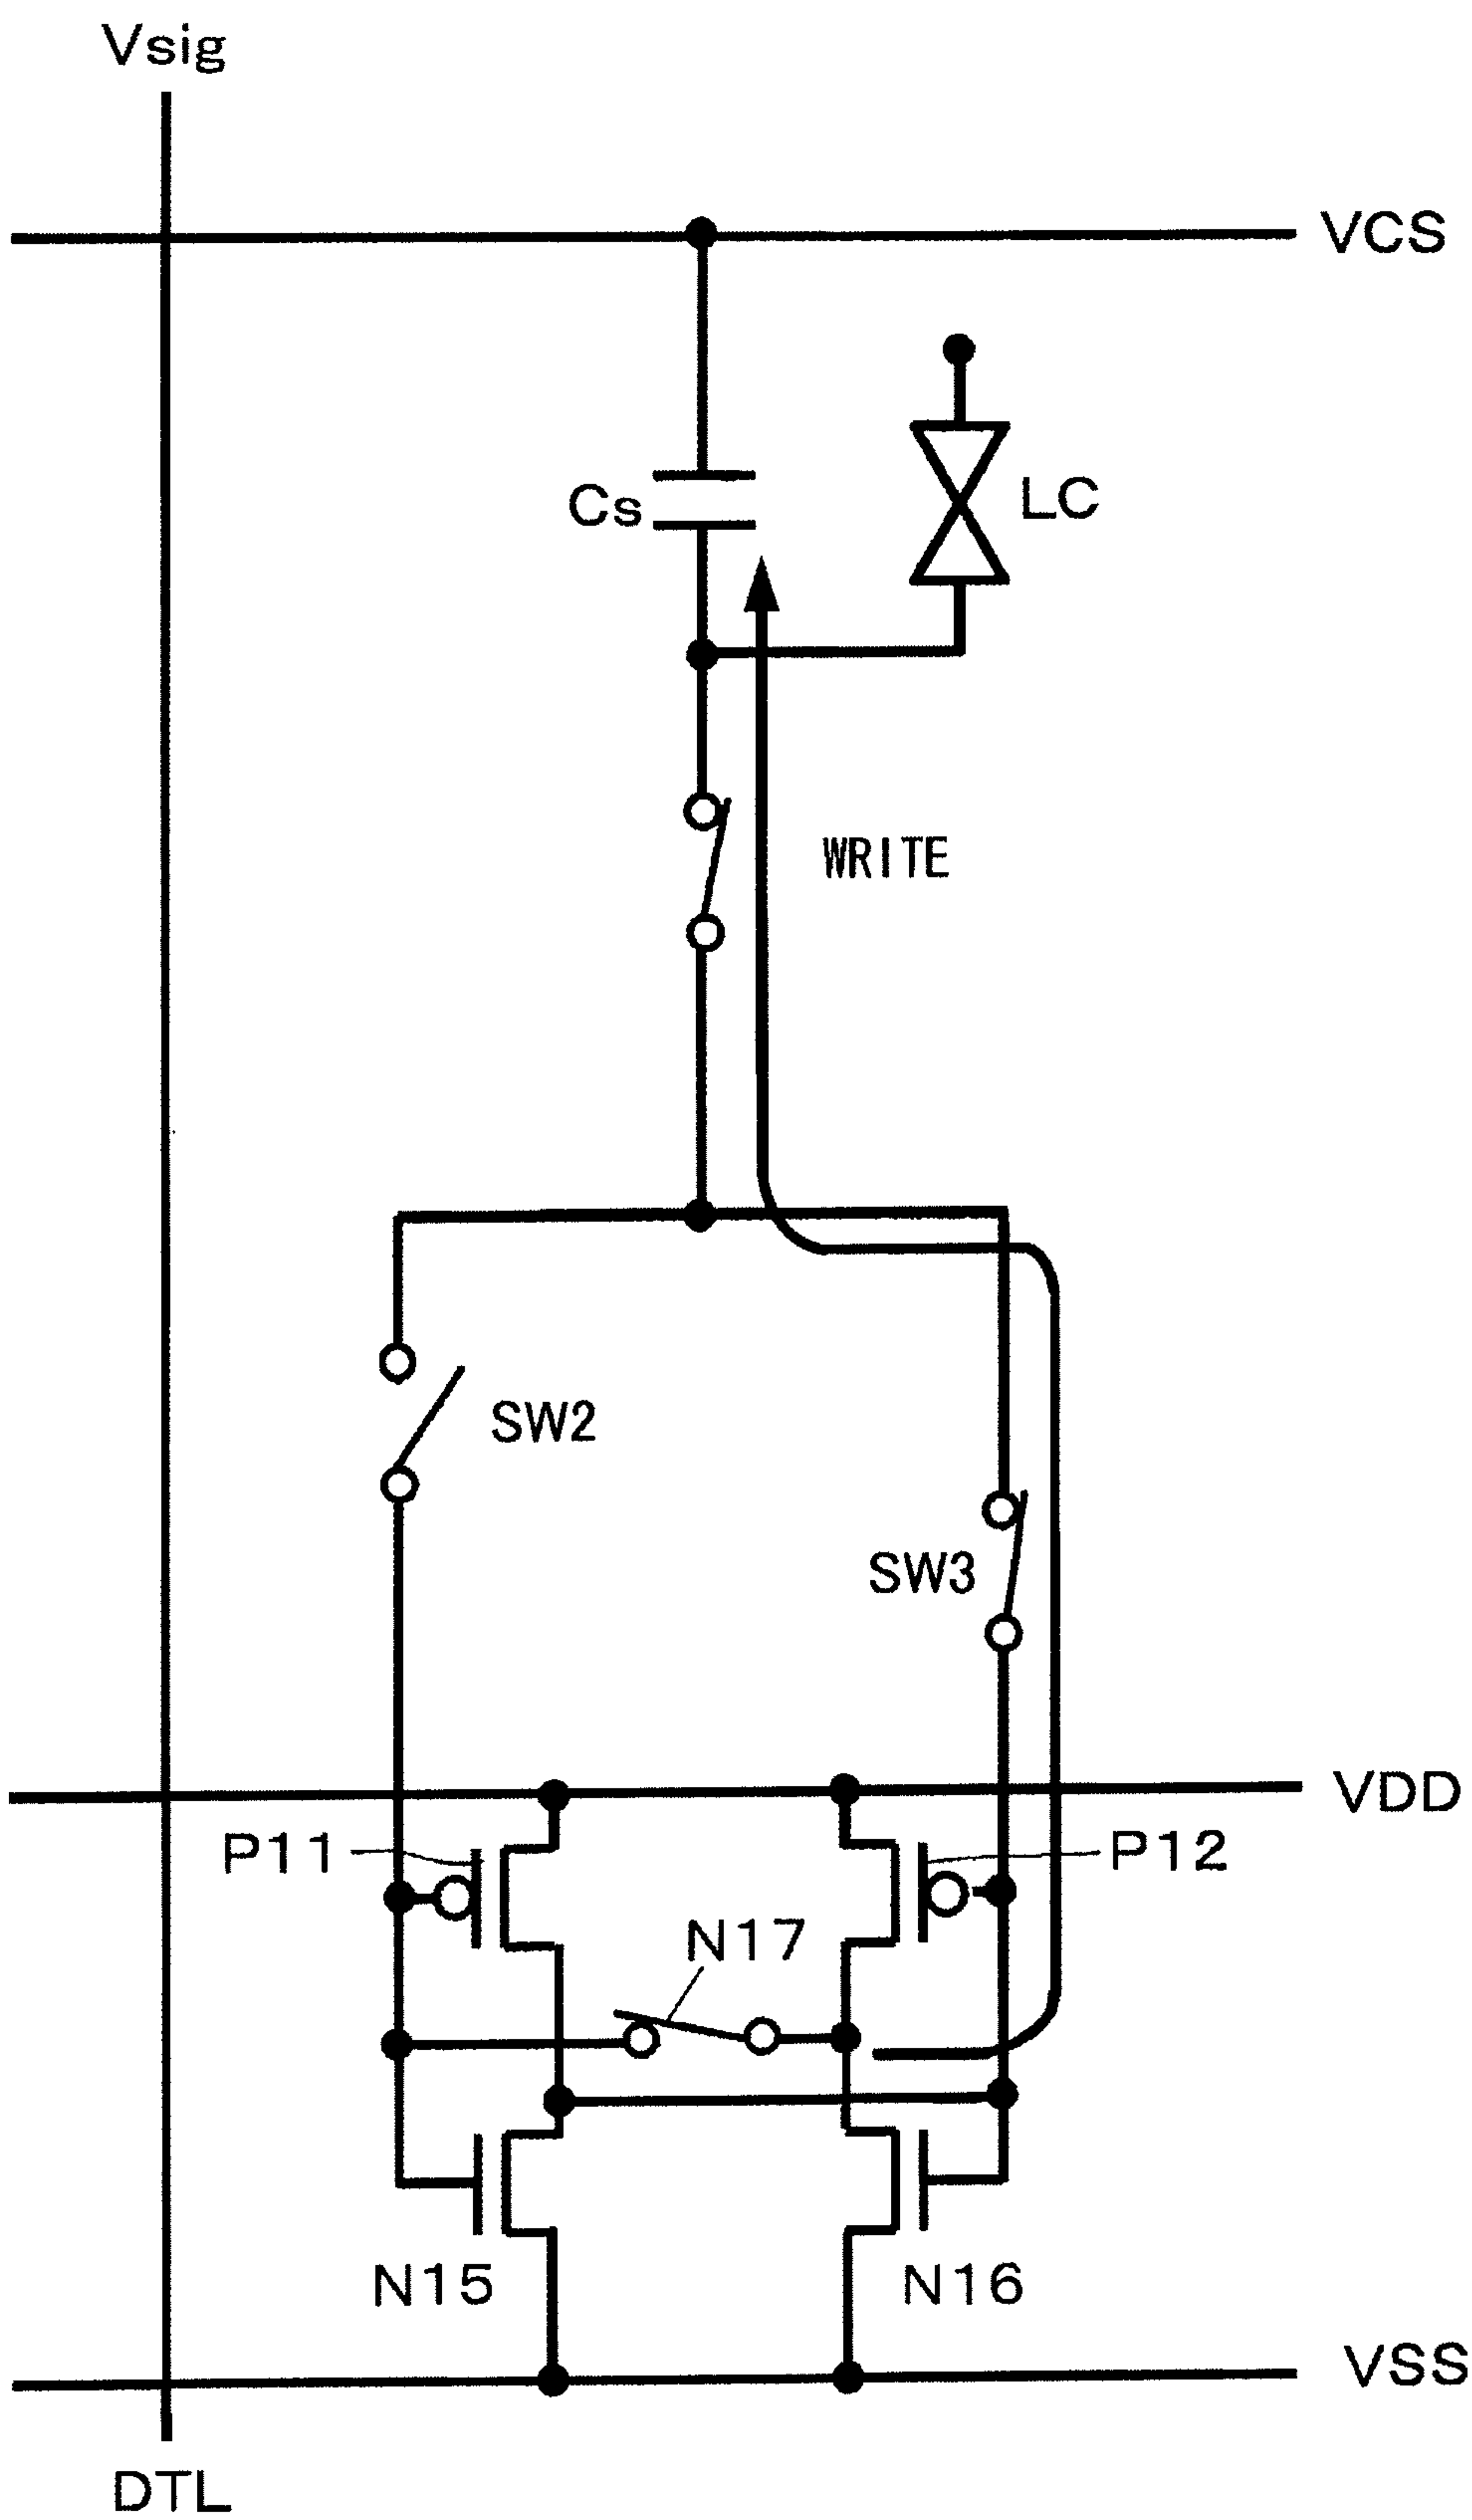 Vsig
VCS
Cs
LC
WRITE
SW2
SW3
VDD
P11
P12
N17
N15
N16
VSS
DTL